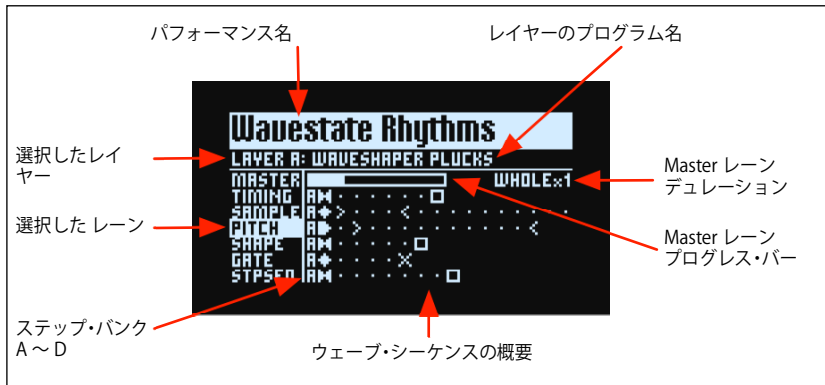 パフォーマンス名
レイヤーのプログラム名
Wavestate Rhythms
LAYER A: WAVESHAPER PLUCKS
選択したレイ
ヤー
MASTER
WHOLEx1
Master レーン
デュレーション
TIMING A
SAMPLE A
選択した レーン
PITCH A
SHAPE A
Master レーン
プログレス・バー
GATE A
STPSEQ A
ステップ・バンク
A ~ D
ウェーブ・シーケンスの概要